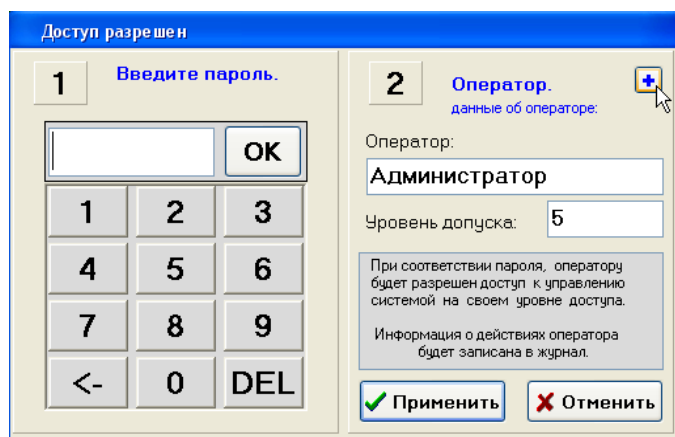 Доступ разрешен
1
Введите пароль.
OK
1 2 3
4 5 6
7 8 9
<- 0 DEL
2
Оператор.
данные об операторе:
Оператор:
Администратор
Уровень допуска: 5
При соответствии пароля, оператору
будет разрешен доступ к управлению
системой на своем уровне доступа.
Информация о действиях оператора
будет записана в журнал.
Применить
Отменить